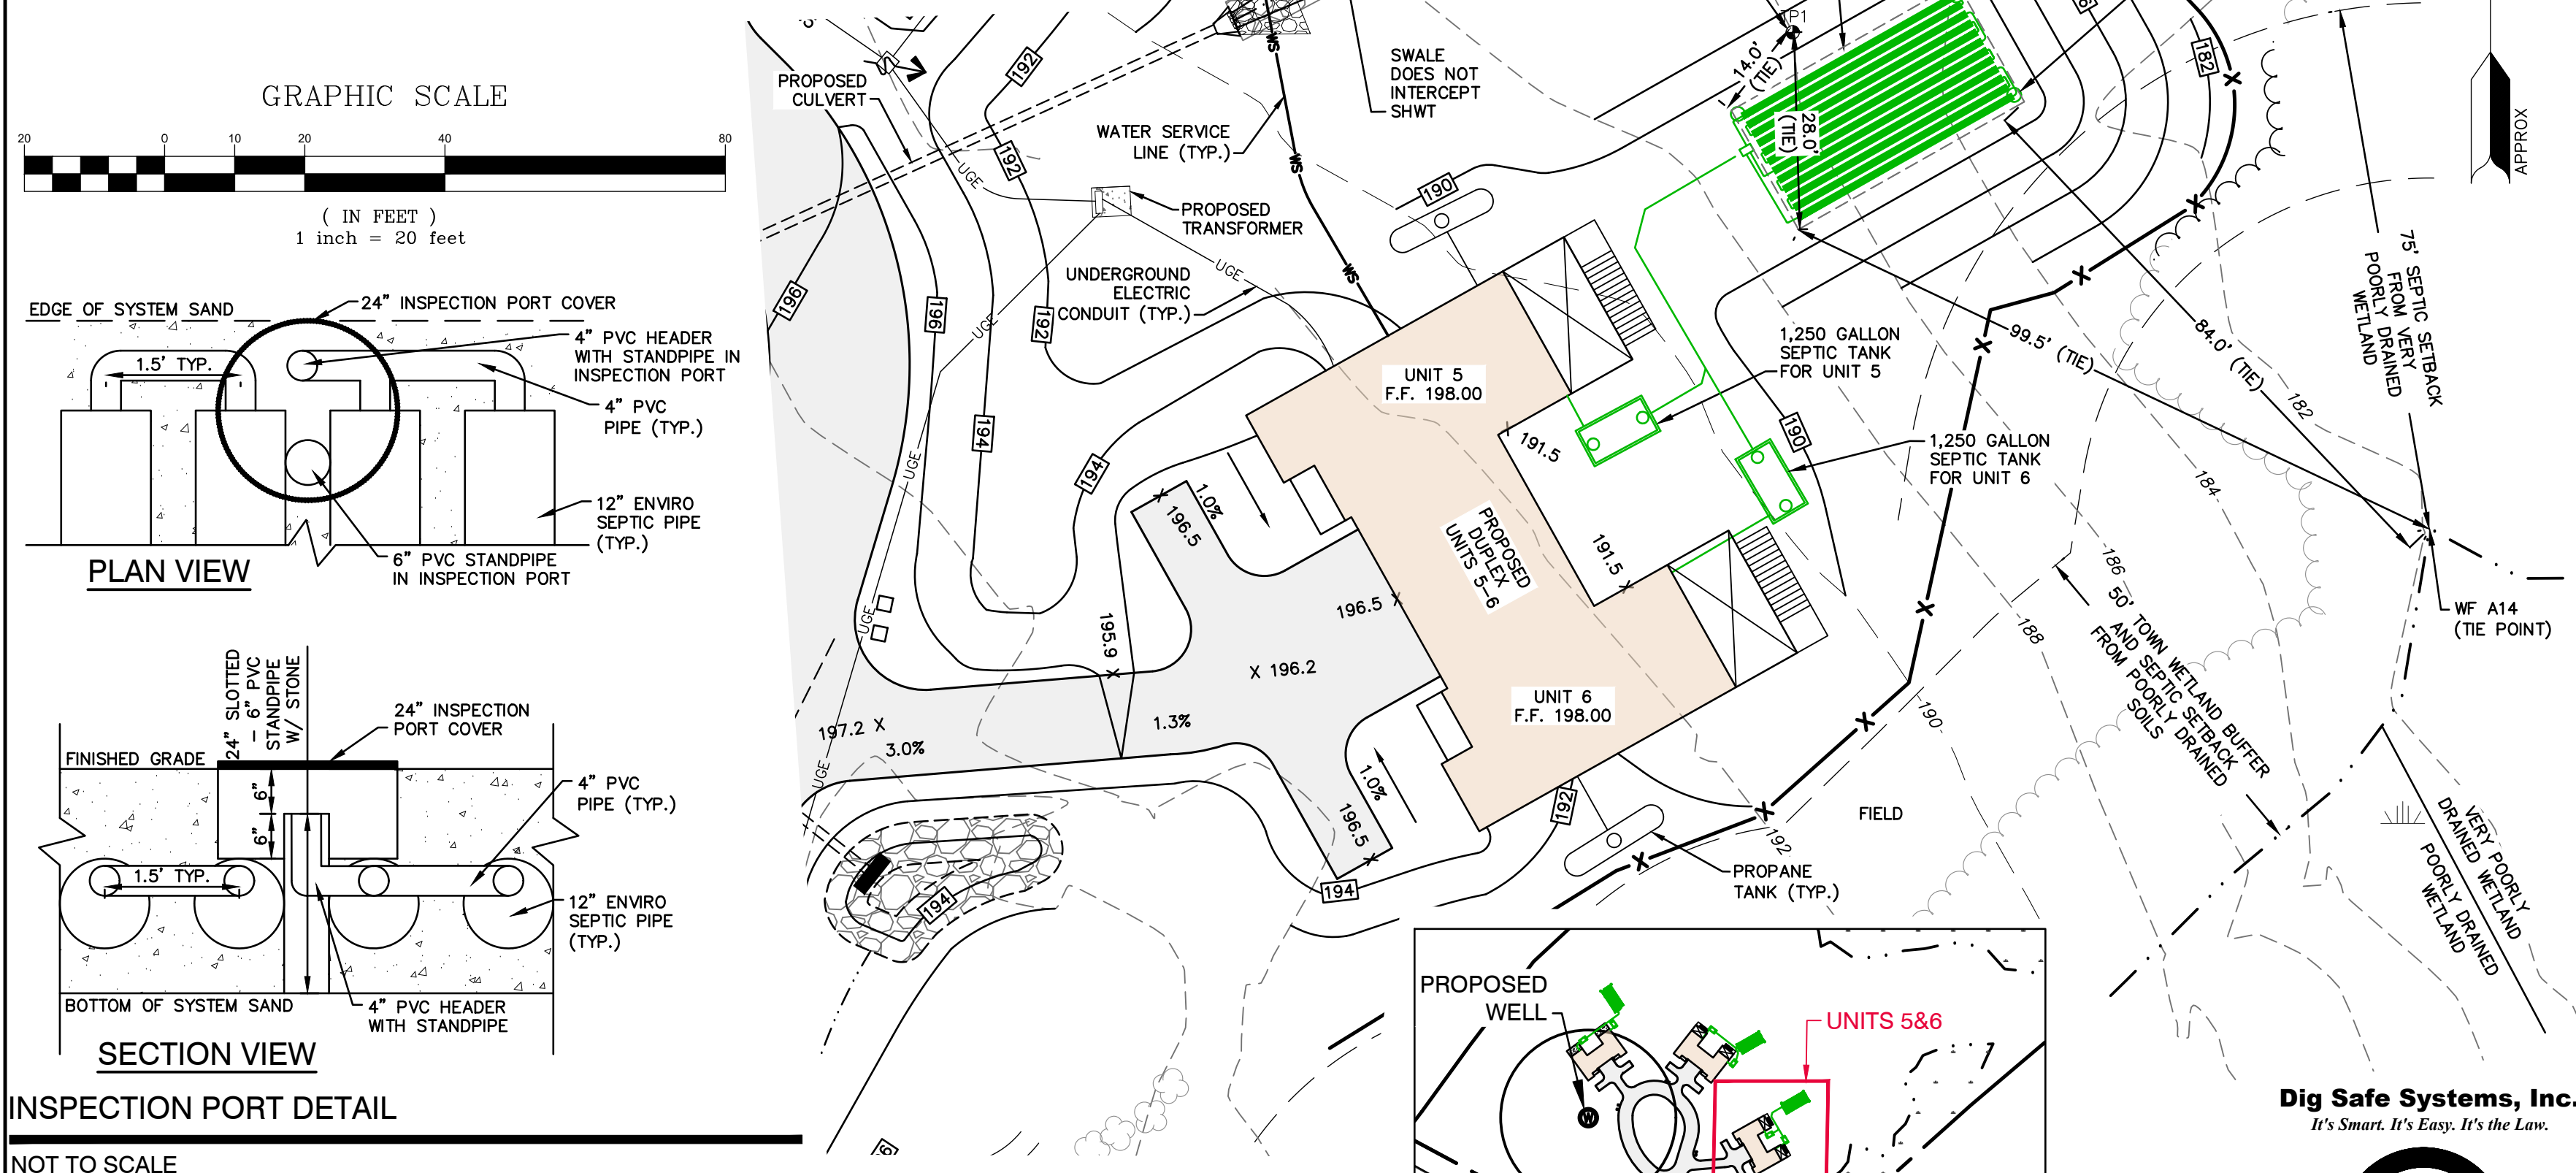 GRAPHIC SCALE
20 0 10 20 40 80
( IN FEET )
1 inch = 20 feet
EDGE OF SYSTEM SAND
24" INSPECTION PORT COVER
1.5' TYP.
4" PVC HEADER
WITH STANDPIPE IN
INSPECTION PORT
4" PVC
PIPE (TYP.)
12" ENVIRO
SEPTIC PIPE
(TYP.)
6" PVC STANDPIPE
IN INSPECTION PORT
PLAN VIEW
24" SLOTTED
– 6" PVC
STANDPIPE
W/ STONE
24" INSPECTION
PORT COVER
FINISHED GRADE
6"
6"
4" PVC
PIPE (TYP.)
1.5' TYP.
12" ENVIRO
SEPTIC PIPE
(TYP.)
BOTTOM OF SYSTEM SAND
4" PVC HEADER
WITH STANDPIPE
SECTION VIEW
INSPECTION PORT DETAIL
NOT TO SCALE
PROPOSED
CULVERT
192
192
192
196
196
194
194
UGE
UGE
UGE
UGE
UGE
UGE
WATER SERVICE
LINE (TYP.)
WS
WS
WS
SWALE
DOES NOT
INTERCEPT
SHWT
PROPOSED
TRANSFORMER
UNDERGROUND
ELECTRIC
CONDUIT (TYP.)
190
TP1
14.0'
(TIE)
28.0'
(TIE)
182
APPROX
75' SEPTIC SETBACK
FROM VERY
POORLY DRAINED
WETLAND
99.5' (TIE)
84.0' (TIE)
182
184
186
188
190
192
1,250 GALLON
SEPTIC TANK
FOR UNIT 5
1,250 GALLON
SEPTIC TANK
FOR UNIT 6
190
UNIT 5
F.F. 198.00
191.5
191.5
PROPOSED
DUPLEX
UNITS 5–6
UNIT 6
F.F. 198.00
1.0%
196.5
196.5
195.9
196.2
197.2
3.0%
1.3%
1.0%
196.5
192
194
194
PROPANE
TANK (TYP.)
FIELD
50' TOWN WETLAND BUFFER
AND SEPTIC SETBACK
FROM POORLY DRAINED
SOILS
WF A14
(TIE POINT)
VERY POORLY
DRAINED WETLAND
POORLY DRAINED
WETLAND
PROPOSED
WELL
W
UNITS 5&6
Dig Safe Systems, Inc.
It's Smart. It's Easy. It's the Law.